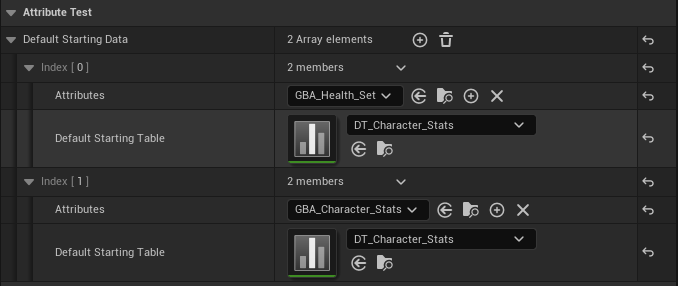 Attribute Test
Default Starting Data 2 Array elements
Index [ 0 ] 2 members
Attributes GBA_Health_Set
Default Starting Table DT_Character_Stats
Index [ 1 ] 2 members
Attributes GBA_Character_Stats
Default Starting Table DT_Character_Stats